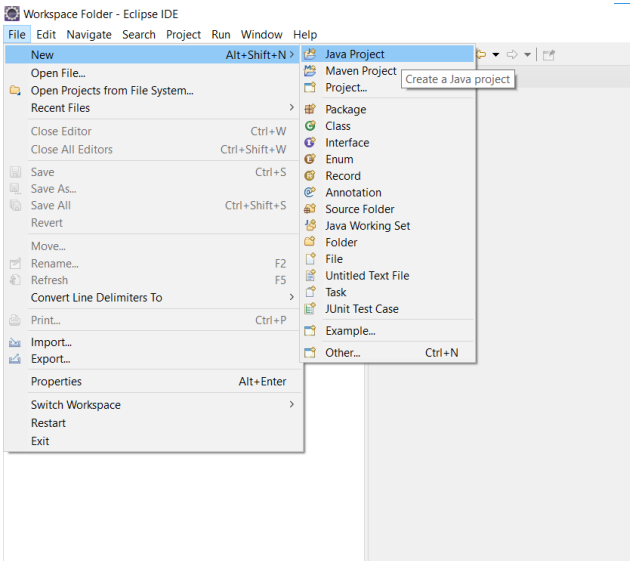 Workspace Folder - Eclipse IDE
File Edit Navigate Search Project Run Window Help
New Alt+Shift+N >
Open File...
Open Projects from File System...
Recent Files >
Close Editor Ctrl+W
Close All Editors Ctrl+Shift+W
Save Ctrl+S
Save As...
Save All Ctrl+Shift+S
Revert
Move...
Rename... F2
Refresh F5
Convert Line Delimiters To >
Print... Ctrl+P
Import...
Export...
Properties Alt+Enter
Switch Workspace >
Restart
Exit
Java Project
Maven Project
Create a Java project
Project...
Package
Class
Interface
Enum
Record
Annotation
Source Folder
Java Working Set
Folder
File
Untitled Text File
Task
JUnit Test Case
Example...
Other... Ctrl+N